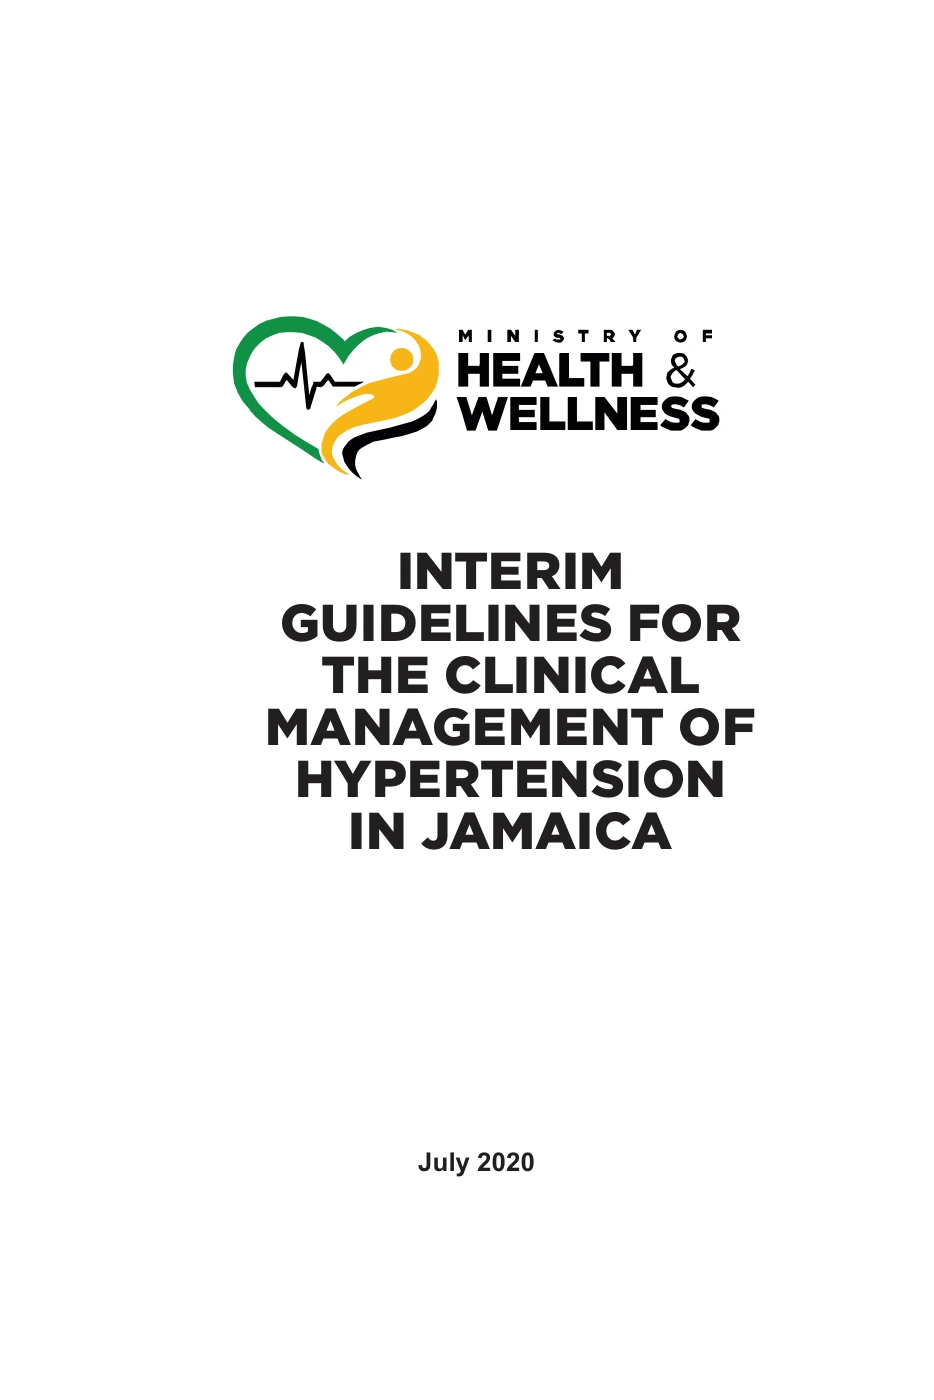 MINISTRY OF
HEALTH &
WELLNESS
INTERIM
GUIDELINES FOR
THE CLINICAL
MANAGEMENT OF
HYPERTENSION
IN JAMAICA
July 2020